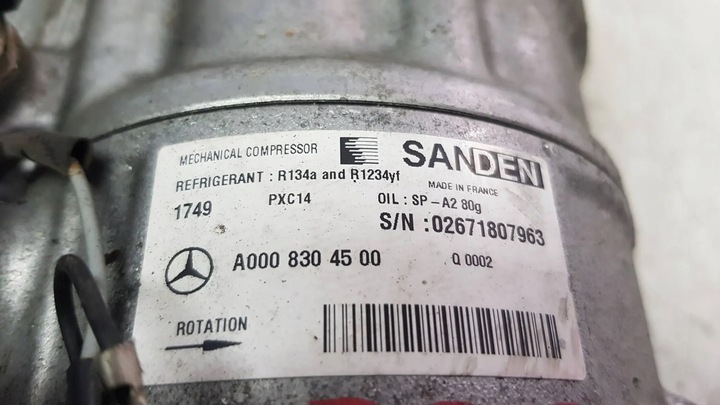 MECHANICAL COMPRESSOR SANDEN
REFRIGERANT : R134a and R1234yf MADE IN FRANCE
1749 PXC14 OIL : SP-A2 80g
S/N : 02671807963
A000 830 45 00 Q 0002
ROTATION